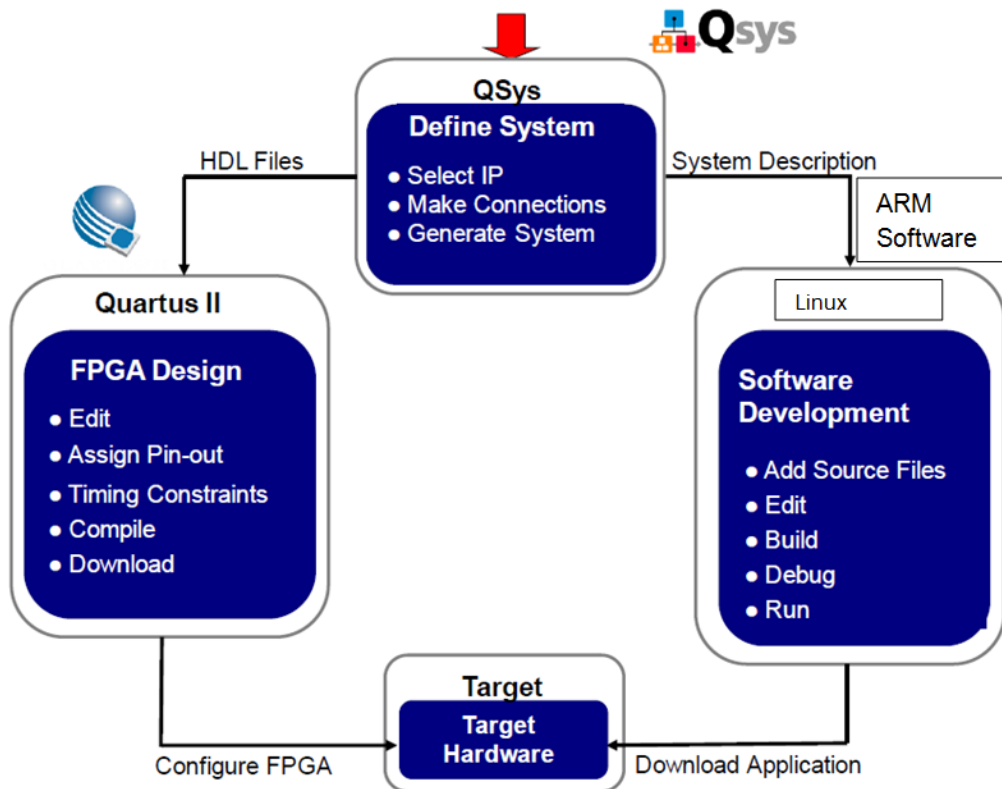 Qsys
QSys
Define System
● Select IP
● Make Connections
● Generate System
HDL Files
System Description
ARM
Software
Quartus II
FPGA Design
● Edit
● Assign Pin-out
● Timing Constraints
● Compile
● Download
Linux
Software
Development
● Add Source Files
● Edit
● Build
● Debug
● Run
Target
Target
Hardware
Configure FPGA
Download Application